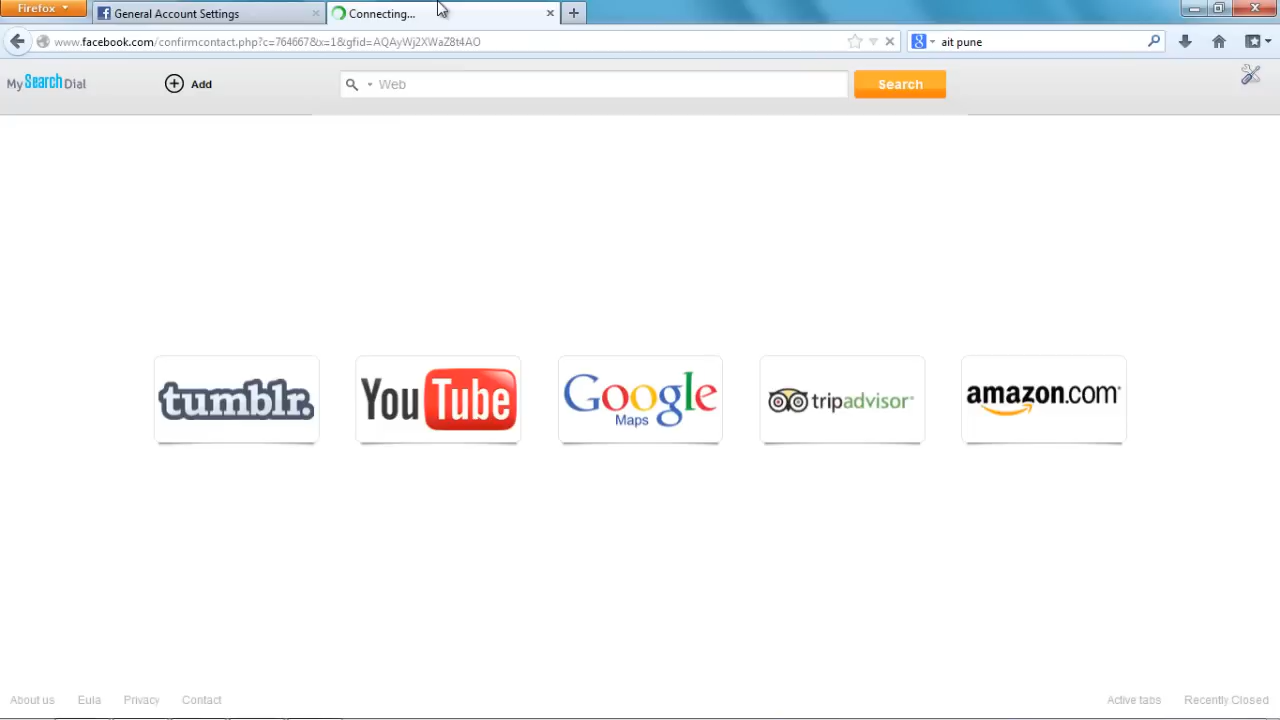 Firefox
General Account Settings
Connecting...
www.facebook.com/confirmcontact.php?c=764667&x=1&gfid=AQAyWj2XWaZ8t4AO
ait pune
My Search Dial
Add
Web
Search
tumblr.
YouTube
Google
Maps
tripadvisor
amazon.com
About us
Eula
Privacy
Contact
Active tabs
Recently Closed